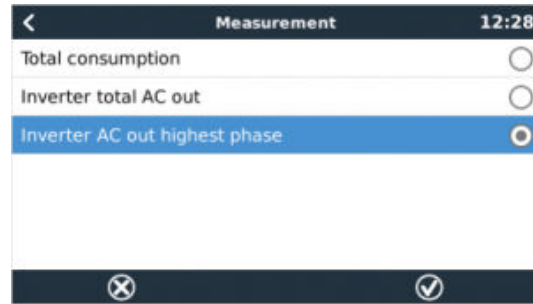 Measurement 12:28
Total consumption
Inverter total AC out
Inverter AC out highest phase